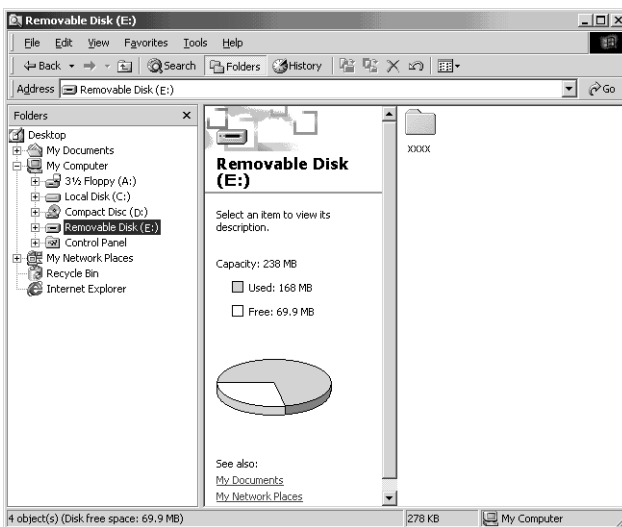 Removable Disk (E:)
File Edit View Favorites Tools Help
Back Search Folders History
Address Removable Disk (E:) Go
Folders x
Desktop
My Documents
My Computer
3½ Floppy (A:)
Local Disk (C:)
Compact Disc (D:)
Removable Disk (E:)
Control Panel
My Network Places
Recycle Bin
Internet Explorer
Removable Disk
(E:)
Select an item to view its
description.
Capacity: 238 MB
Used: 168 MB
Free: 69.9 MB
See also:
My Documents
My Network Places
xxxx
4 object(s) (Disk free space: 69.9 MB) 278 KB My Computer